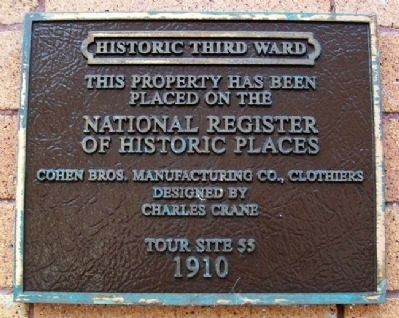 HISTORIC THIRD WARD
THIS PROPERTY HAS BEEN
PLACED ON THE
NATIONAL REGISTER
OF HISTORIC PLACES
COHEN BROS. MANUFACTURING CO., CLOTHIERS
DESIGNED BY
CHARLES CRANE
TOUR SITE 55
1910